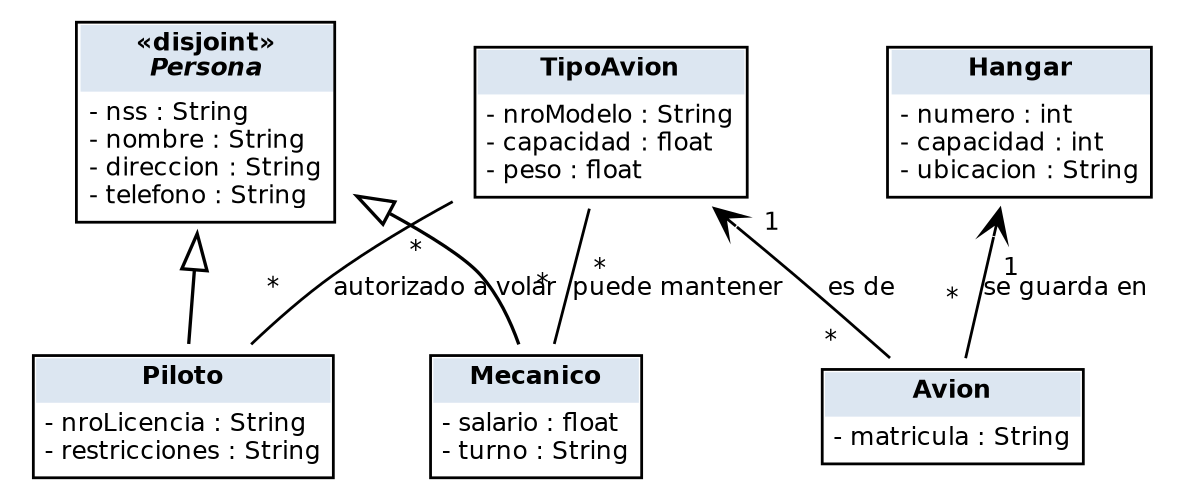 «disjoint»
Persona
- nss : String
- nombre : String
- direccion : String
- telefono : String
TipoAvion
- nroModelo : String
- capacidad : float
- peso : float
Hangar
- numero : int
- capacidad : int
- ubicacion : String
*
*
autorizado a volar
*
*
puede mantener
1
*
es de
1
*
se guarda en
Piloto
- nroLicencia : String
- restricciones : String
Mecanico
- salario : float
- turno : String
Avion
- matricula : String